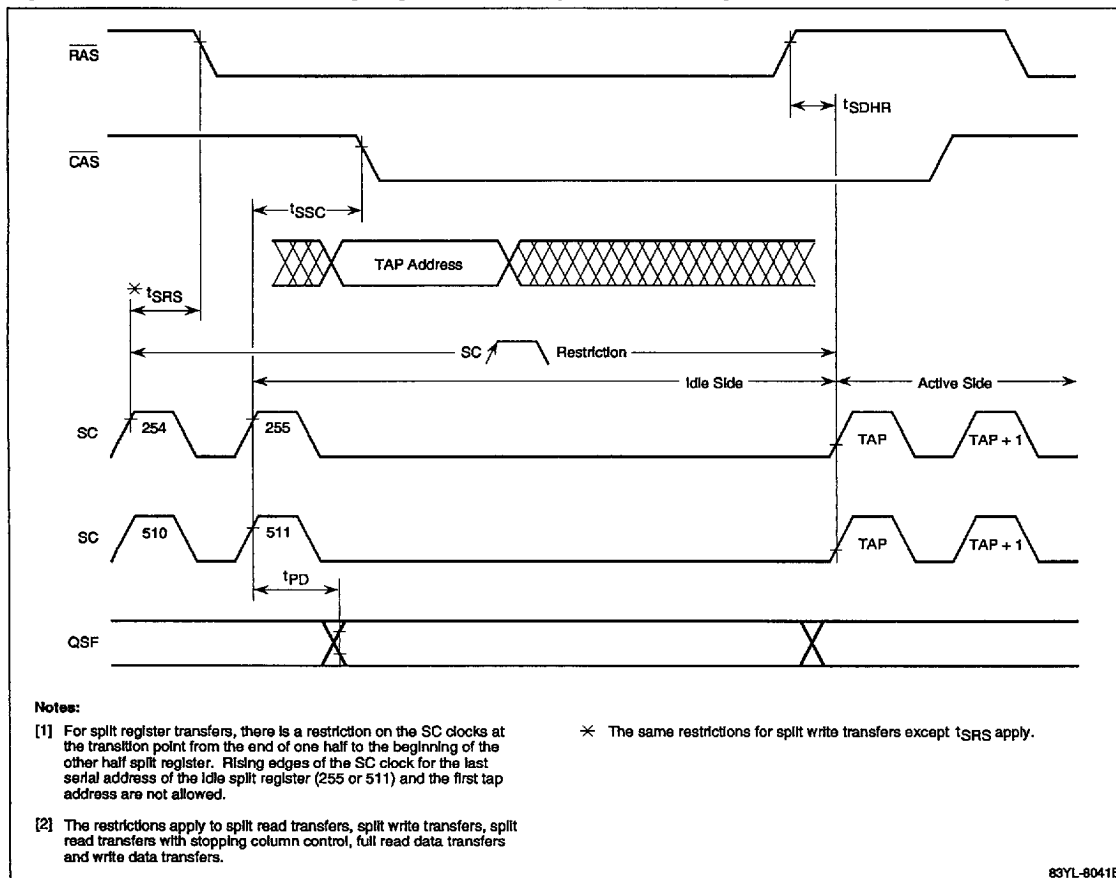 RAS
tSDHR
CAS
tSSC
TAP Address
* tSRS
SC Restriction
Idle Side
Active Side
SC
254
255
TAP
TAP + 1
SC
510
511
TAP
TAP + 1
tPD
QSF
Notes:
[1] For split register transfers, there is a restriction on the SC clocks at
the transition point from the end of one half to the beginning of the
other half split register. Rising edges of the SC clock for the last
serial address of the idle split register (255 or 511) and the first tap
address are not allowed.
[2] The restrictions apply to split read transfers, split write transfers, split
read transfers with stopping column control, full read data transfers
and write data transfers.
* The same restrictions for split write transfers except tSRS apply.
83YL-8041B